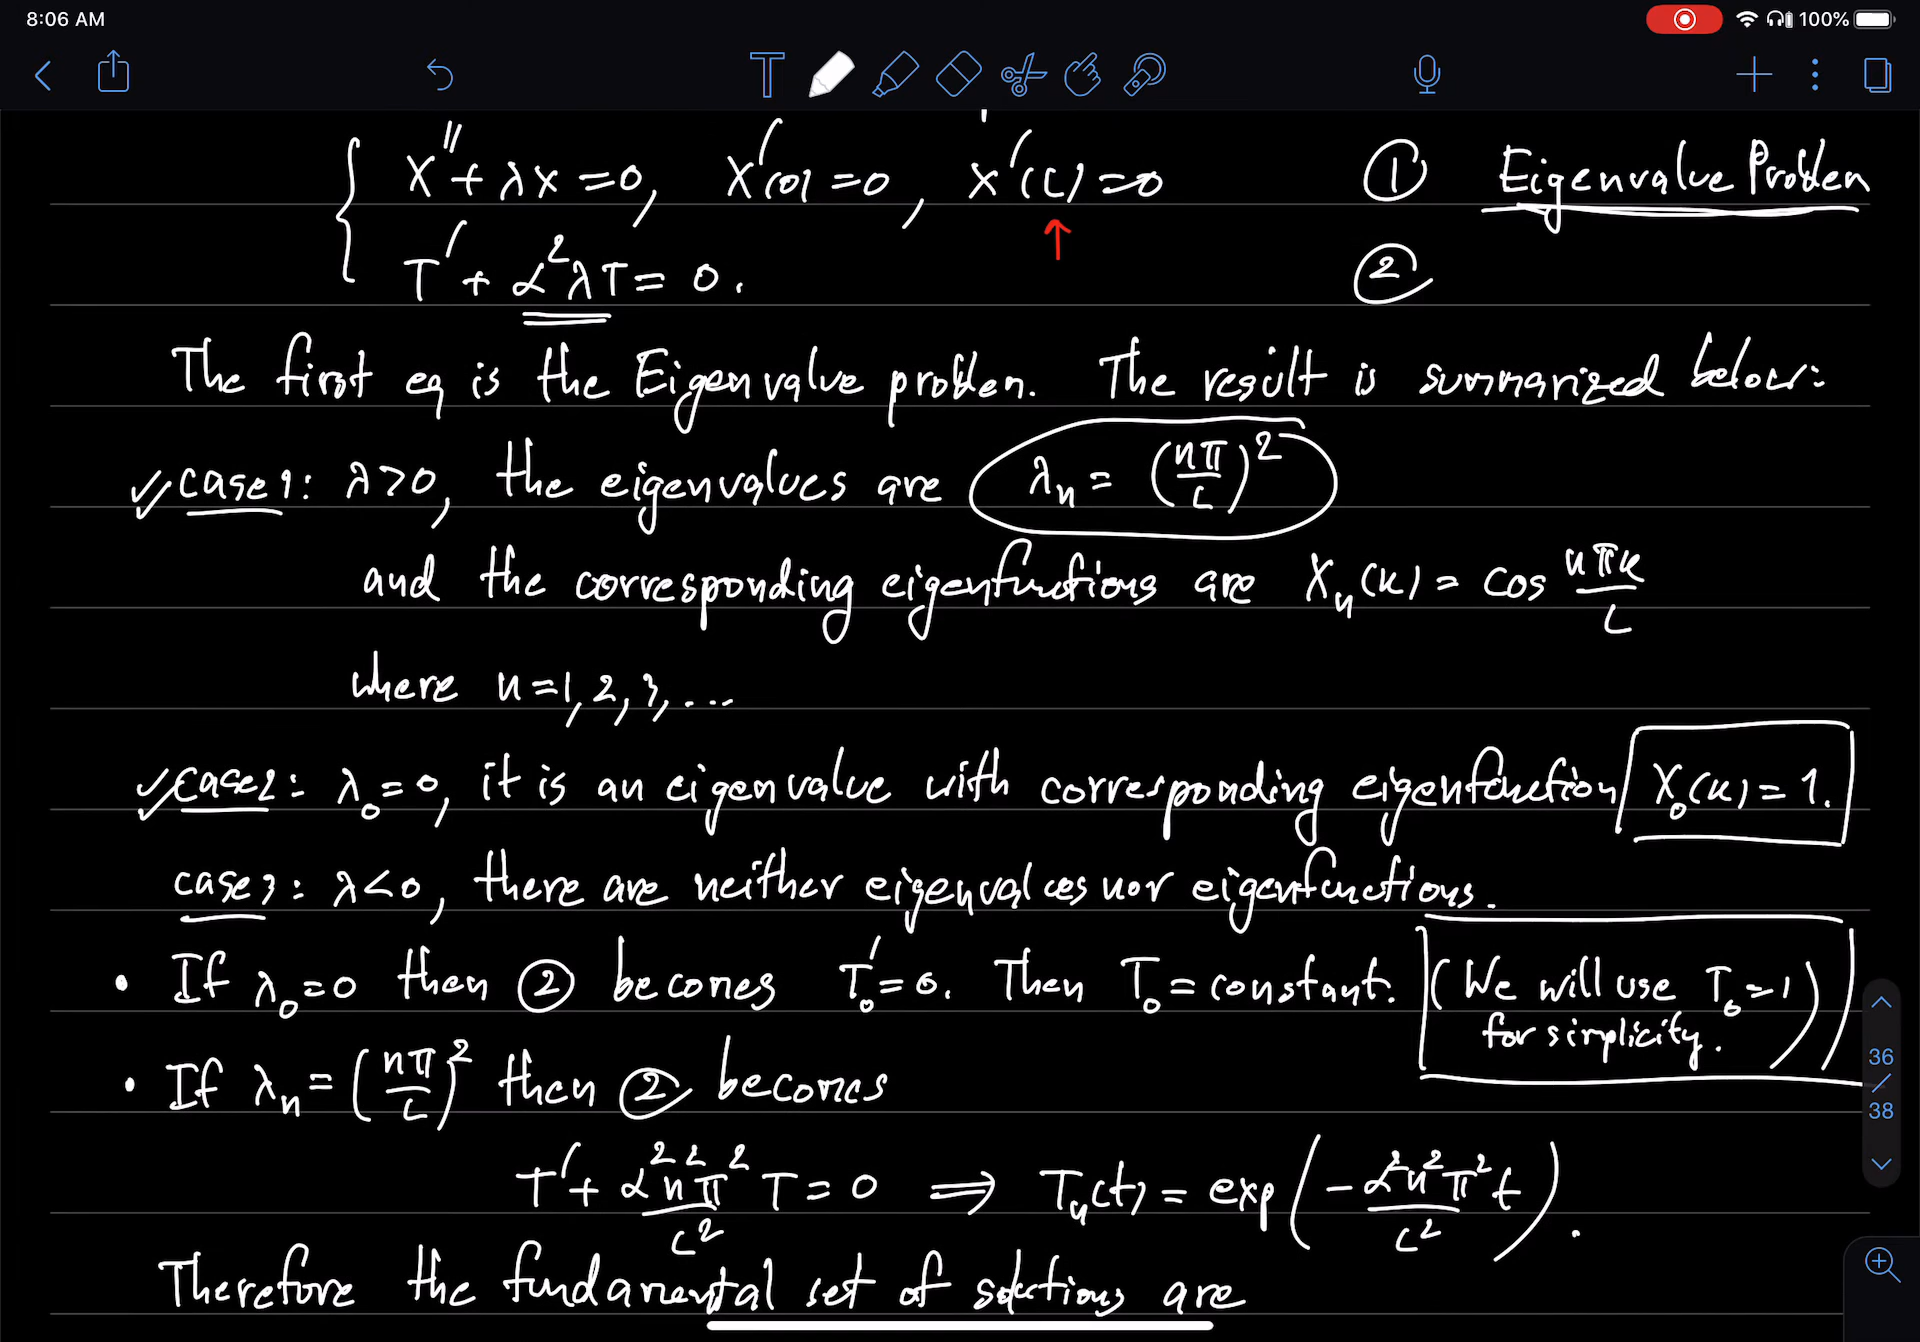 8:06 AM 100%
X'' + λX = 0, X'(0) = 0, X'(L) = 0 ① Eigenvalue Problem
T' + α²λT = 0. ②
The first eq is the Eigenvalue problem. The result is summarized below:
case 1: λ > 0, the eigenvalues are λₙ = (nπ/L)²
and the corresponding eigenfunctions are Xₙ(x) = cos nπx/L
where n = 1, 2, 3, ...
case 2: λ₀ = 0, it is an eigenvalue with corresponding eigenfunction X₀(x) = 1.
case 3: λ < 0, there are neither eigenvalues nor eigenfunctions.
• If λ₀ = 0 then ② becomes T₀' = 0. Then T₀ = constant. (We will use T₀ = 1
for simplicity.)
• If λₙ = (nπ/L)² then ② becomes
T' + α²n²π²/L² T = 0 ⟹ Tₙ(t) = exp(-α²n²π²t/L²).
Therefore the fundamental set of solutions are
36
/
38